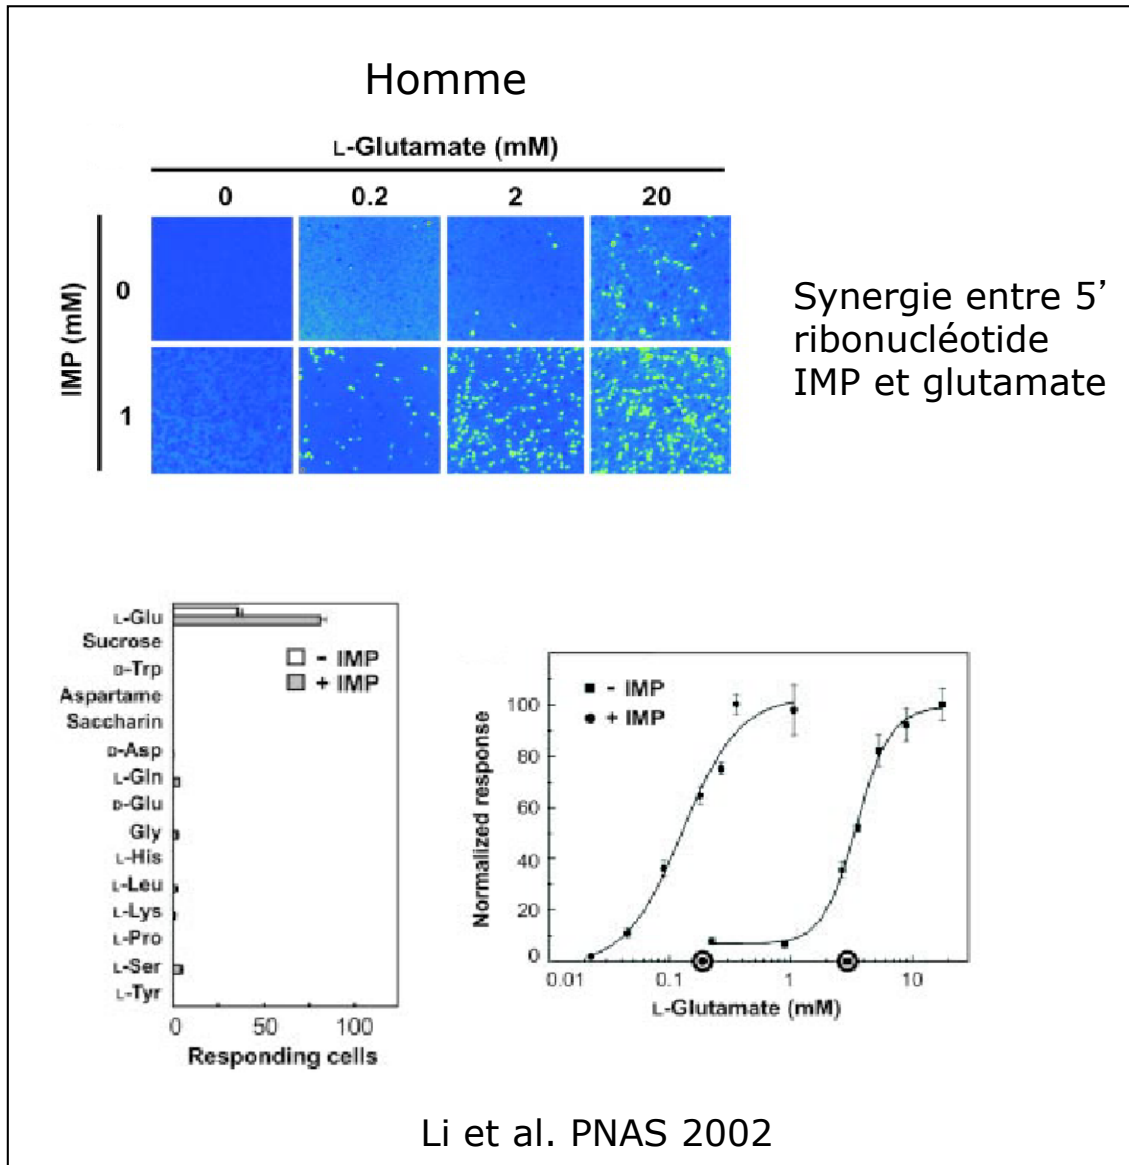 Homme
L-Glutamate (mM)
0 0.2 2 20
IMP (mM)
0
1
Synergie entre 5’
ribonucléotide
IMP et glutamate
L-Glu
Sucrose
D-Trp
Aspartame
Saccharin
D-Asp
L-Gln
D-Glu
Gly
L-His
L-Leu
L-Lys
L-Pro
L-Ser
L-Tyr
- IMP
+ IMP
0 50 100
Responding cells
Normalized response
- IMP
+ IMP
100
80
60
40
20
0
0.01 0.1 1 10
L-Glutamate (mM)
Li et al. PNAS 2002